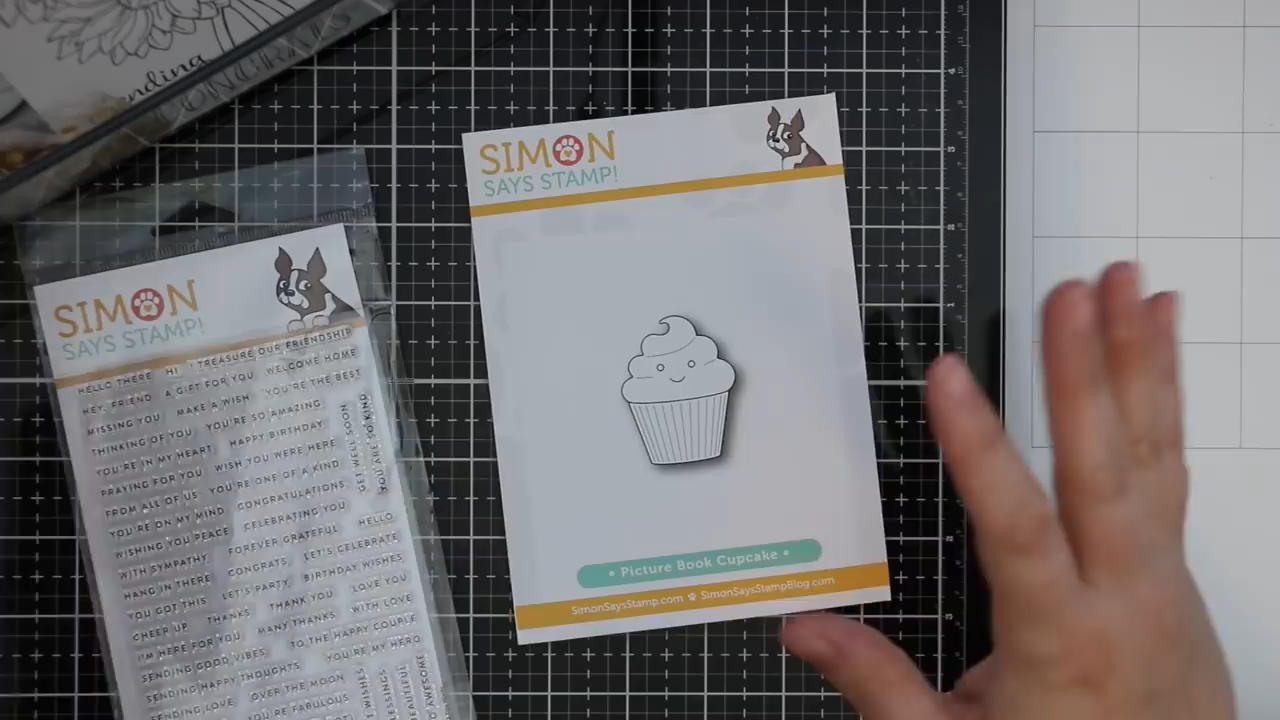 ending
CONGRATS
SIMON
SAYS STAMP!
HELLO THERE HI I TREASURE OUR FRIENDSHIP
HEY, FRIEND A GIFT FOR YOU WELCOME HOME
MISSING YOU MAKE A WISH YOU'RE THE BEST
THINKING OF YOU YOU'RE SO AMAZING
YOU'RE IN MY HEART HAPPY BIRTHDAY
PRAYING FOR YOU WISH YOU WERE HERE
FROM ALL OF US YOU'RE ONE OF A KIND
GET WELL SOON
YOU ARE SO KIND
YOU'RE ON MY MIND CONGRATULATIONS
WISHING YOU PEACE CELEBRATING YOU
WITH SYMPATHY FOREVER GRATEFUL HELLO
HANG IN THERE CONGRATS LET'S CELEBRATE
YOU GOT THIS LET'S PARTY BIRTHDAY WISHES
CHEER UP THANKS THANK YOU LOVE YOU
I'M HERE FOR YOU MANY THANKS WITH LOVE
SENDING GOOD VIBES TO THE HAPPY COUPLE
SENDING HAPPY THOUGHTS YOU'RE MY HERO
SENDING LOVE OVER THE MOON
YOU'RE FABULOUS
SIMON
SAYS STAMP!
• Picture Book Cupcake •
SimonSaysStamp.com SimonSaysStampBlog.com